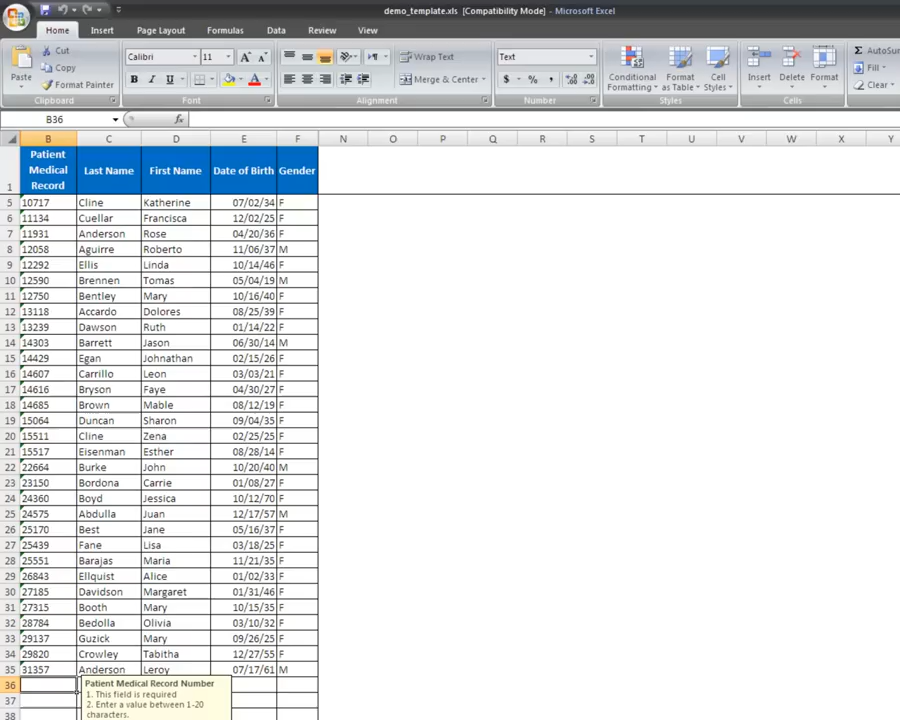 demo_template.xls [Compatibility Mode] - Microsoft Excel
Home Insert Page Layout Formulas Data Review View
Paste
Cut
Copy
Format Painter
Clipboard
Calibri 11
Font
Wrap Text
Merge & Center
Alignment
Text
$ % ,
Number
Conditional Formatting
Format as Table
Cell Styles
Styles
Insert Delete Format
Cells
AutoSu
Fill
Clear
B36 fx
B C D E F N O P Q R S T U V W X Y
1 Patient Medical Record Last Name First Name Date of Birth Gender
5 10717 Cline Katherine 07/02/34 F
6 11134 Cuellar Francisca 12/02/25 F
7 11931 Anderson Rose 04/20/36 F
8 12058 Aguirre Roberto 11/06/37 M
9 12292 Ellis Linda 10/14/46 F
10 12590 Brennen Tomas 05/04/19 M
11 12750 Bentley Mary 10/16/40 F
12 13118 Accardo Dolores 08/25/39 F
13 13239 Dawson Ruth 01/14/22 F
14 14303 Barrett Jason 06/30/14 M
15 14429 Egan Johnathan 02/15/26 F
16 14607 Carrillo Leon 03/03/21 F
17 14616 Bryson Faye 04/30/27 F
18 14685 Brown Mable 08/12/19 F
19 15064 Duncan Sharon 09/04/35 F
20 15511 Cline Zena 02/25/25 F
21 15517 Eisenman Esther 08/28/14 F
22 22664 Burke John 10/20/40 M
23 23150 Bordona Carrie 01/08/27 F
24 24360 Boyd Jessica 10/12/70 F
25 24575 Abdulla Juan 12/17/57 M
26 25170 Best Jane 05/16/37 F
27 25439 Fane Lisa 03/18/25 F
28 25551 Barajas Maria 11/21/35 F
29 26843 Ellquist Alice 01/02/33 F
30 27185 Davidson Margaret 01/31/46 F
31 27315 Booth Mary 10/15/35 F
32 28784 Bedolla Olivia 03/10/32 F
33 29137 Guzick Mary 09/26/25 F
34 29820 Crowley Tabitha 12/27/55 F
35 31357 Anderson Leroy 07/17/61 M
36
37
38
Patient Medical Record Number
1. This field is required
2. Enter a value between 1-20
characters.